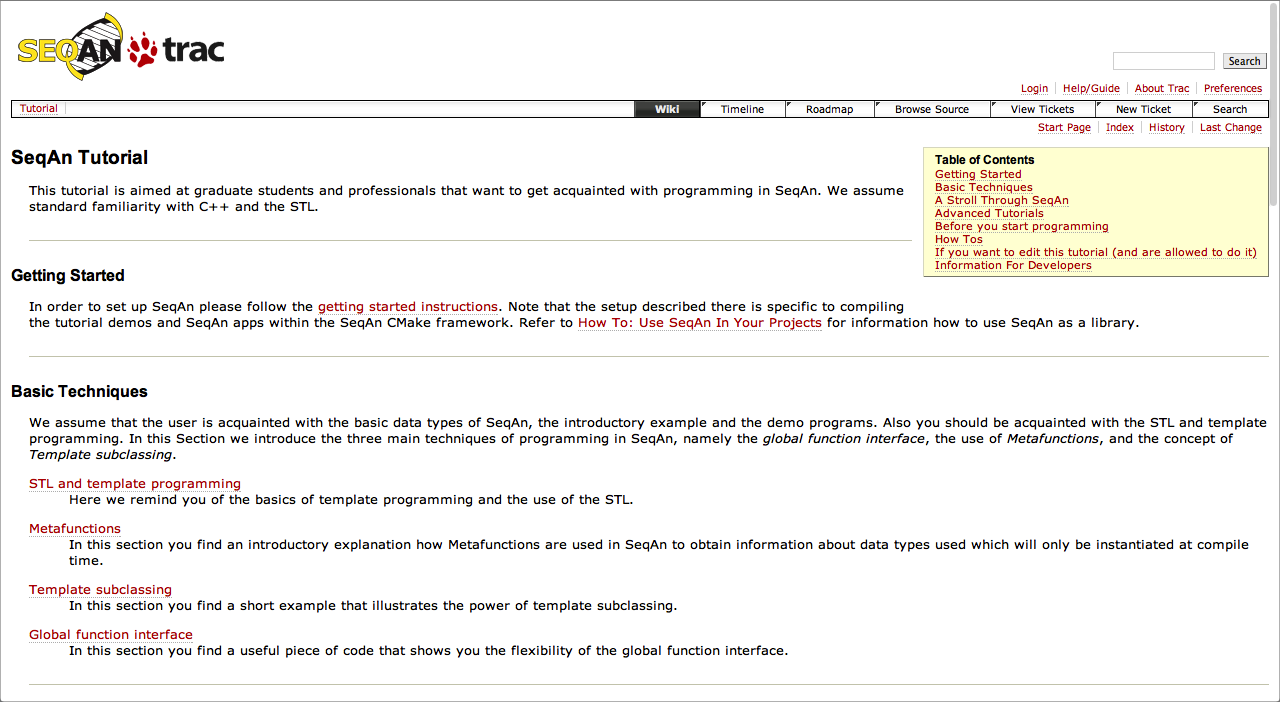 SEQAN trac
Search
Login Help/Guide About Trac Preferences
Tutorial Wiki Timeline Roadmap Browse Source View Tickets New Ticket Search
Start Page Index History Last Change
SeqAn Tutorial
This tutorial is aimed at graduate students and professionals that want to get acquainted with programming in SeqAn. We assume
standard familiarity with C++ and the STL.
Table of Contents
Getting Started
Basic Techniques
A Stroll Through SeqAn
Advanced Tutorials
Before you start programming
How Tos
If you want to edit this tutorial (and are allowed to do it)
Information For Developers
Getting Started
In order to set up SeqAn please follow the getting started instructions. Note that the setup described there is specific to compiling
the tutorial demos and SeqAn apps within the SeqAn CMake framework. Refer to How To: Use SeqAn In Your Projects for information how to use SeqAn as a library.
Basic Techniques
We assume that the user is acquainted with the basic data types of SeqAn, the introductory example and the demo programs. Also you should be acquainted with the STL and template
programming. In this Section we introduce the three main techniques of programming in SeqAn, namely the global function interface, the use of Metafunctions, and the concept of
Template subclassing.
STL and template programming
Here we remind you of the basics of template programming and the use of the STL.
Metafunctions
In this section you find an introductory explanation how Metafunctions are used in SeqAn to obtain information about data types used which will only be instantiated at compile
time.
Template subclassing
In this section you find a short example that illustrates the power of template subclassing.
Global function interface
In this section you find a useful piece of code that shows you the flexibility of the global function interface.